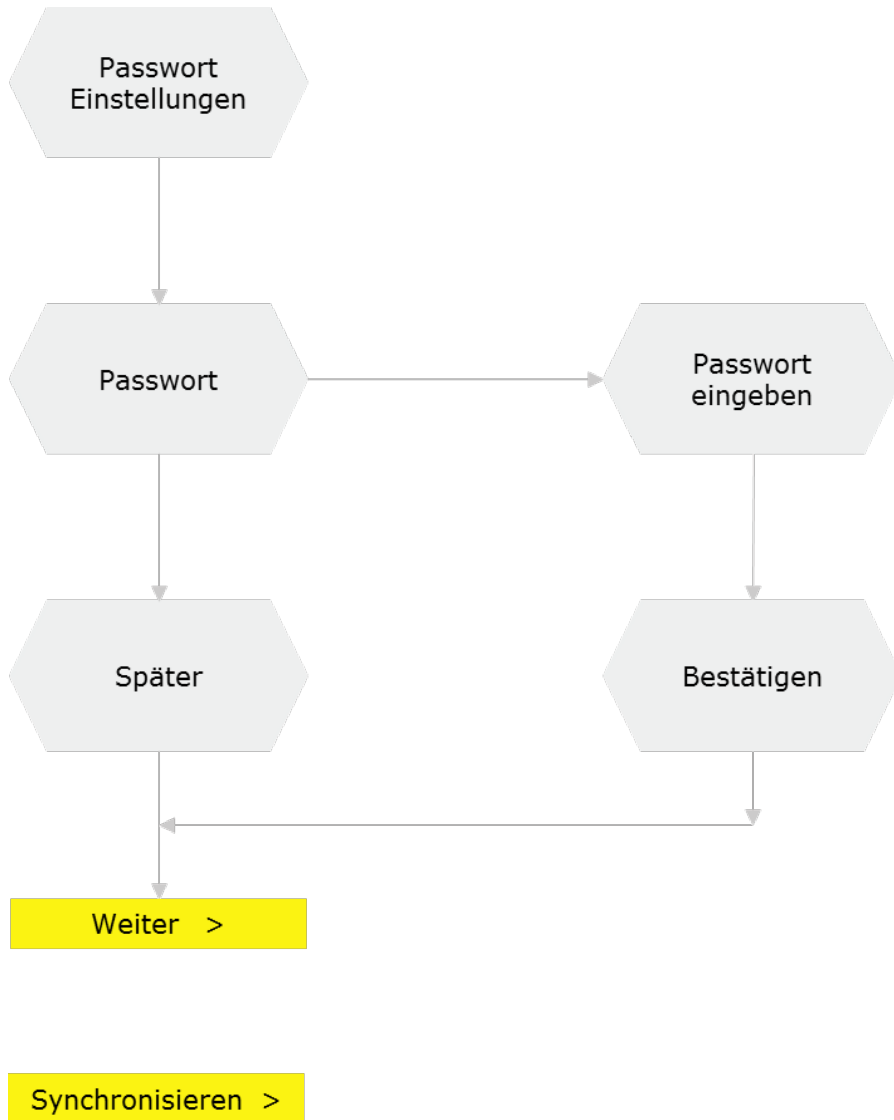 Passwort
Einstellungen
Passwort
Passwort
eingeben
Später
Bestätigen
Weiter >
Synchronisieren >